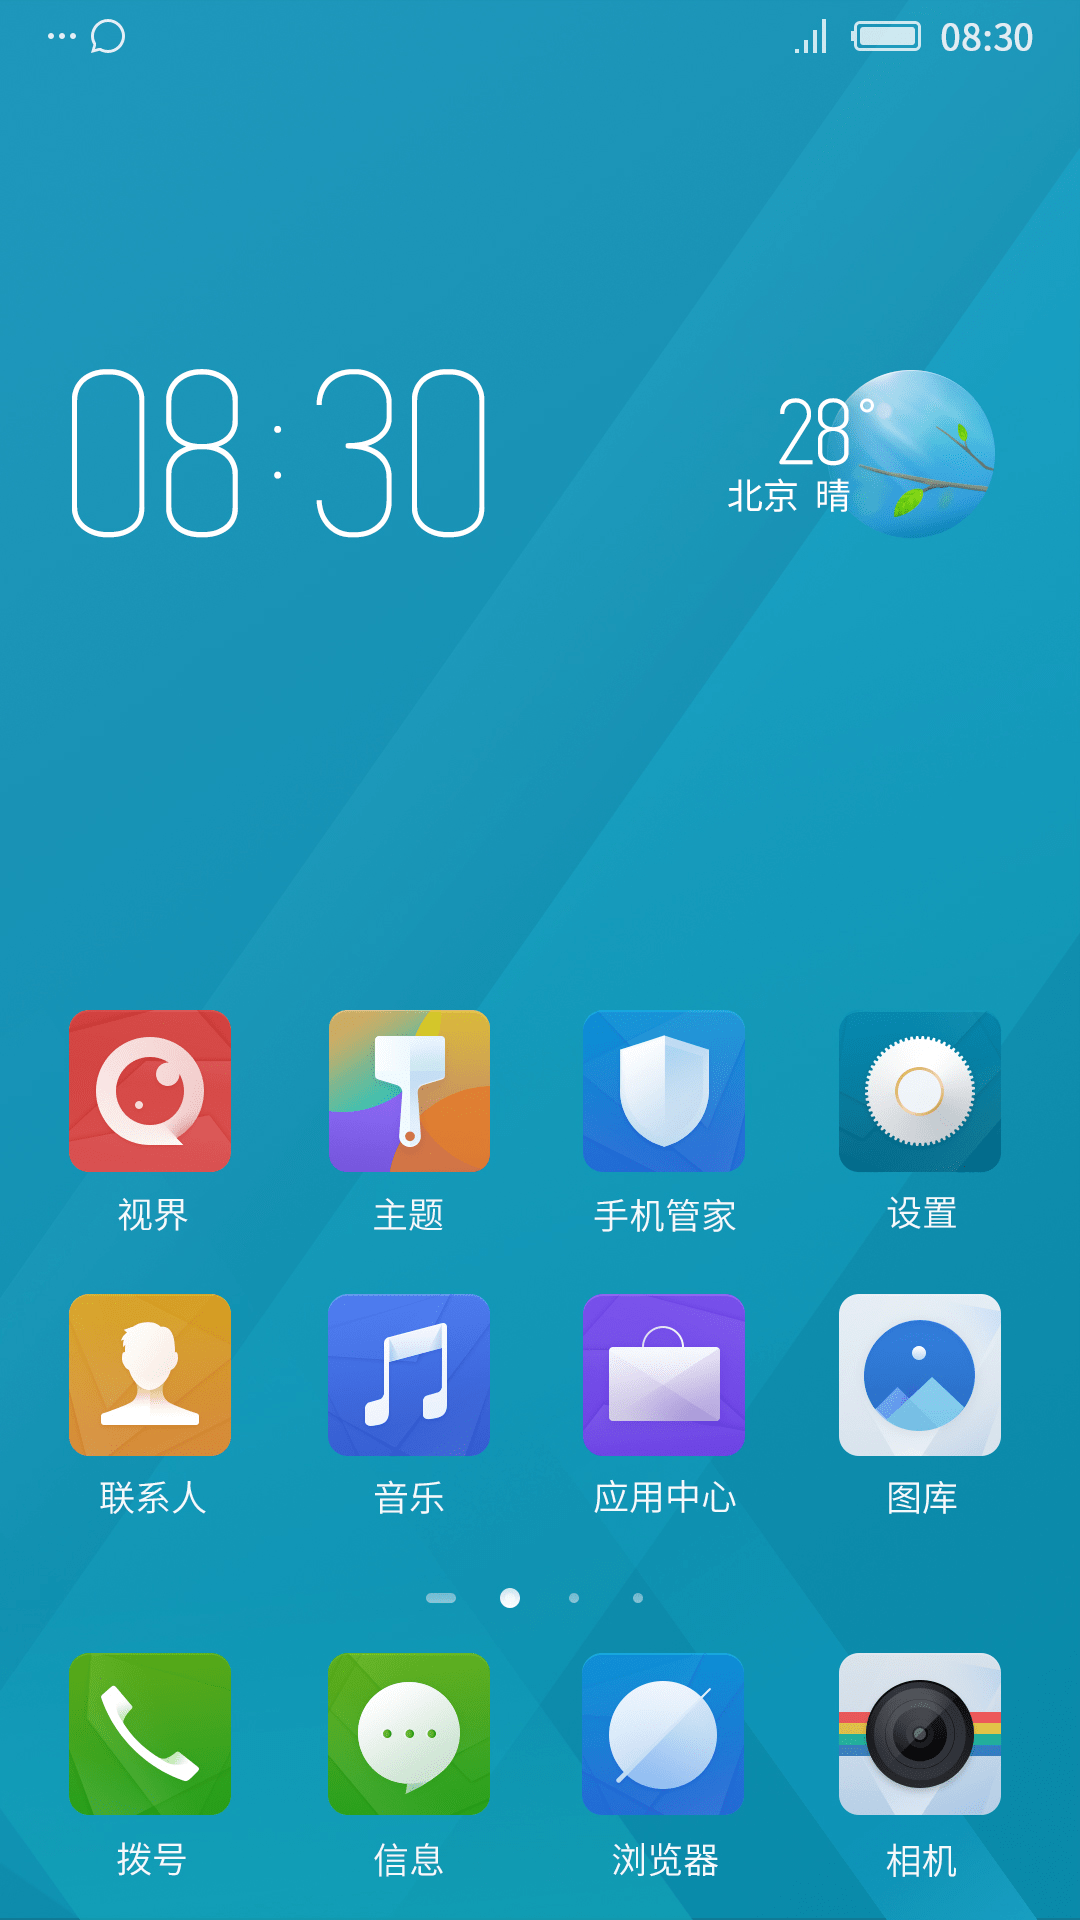 08:30
08:30
28°
北京 晴
视界 主题 手机管家 设置
联系人 音乐 应用中心 图库
拨号 信息 浏览器 相机